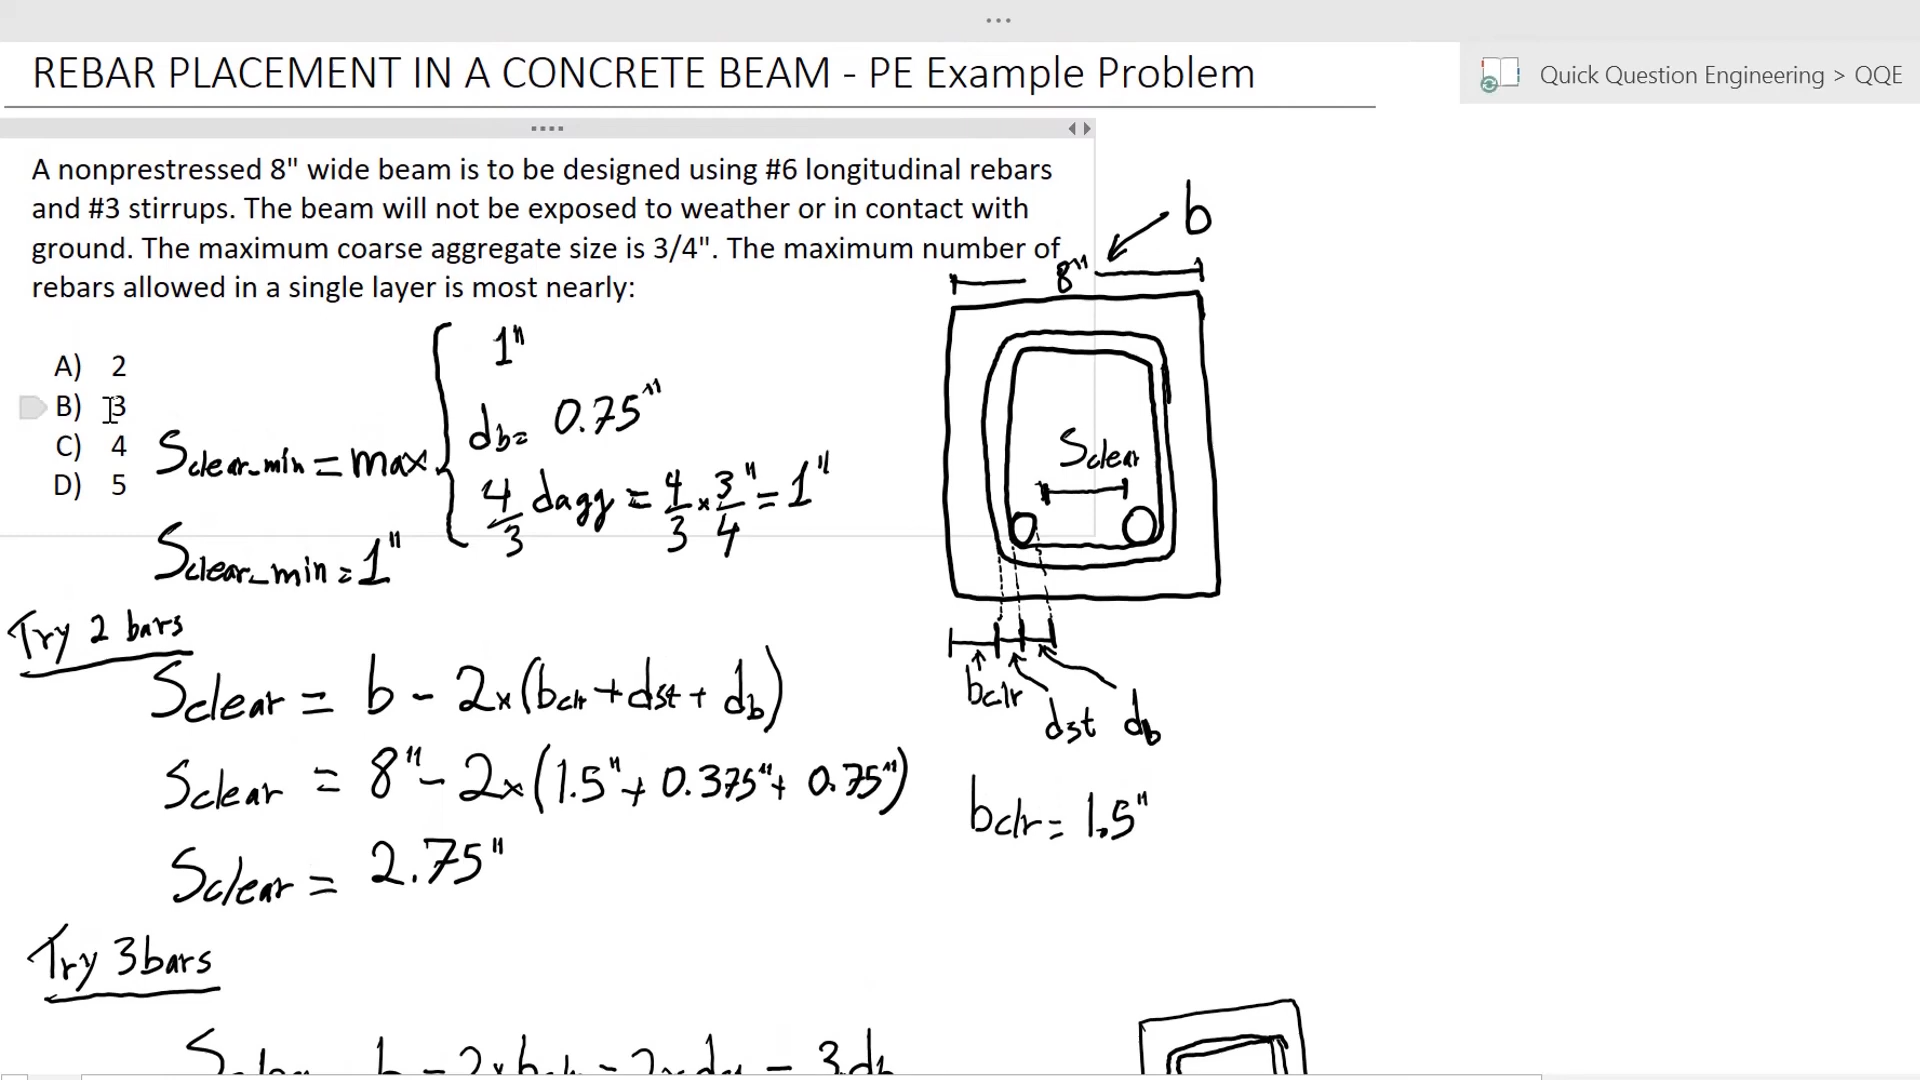 REBAR PLACEMENT IN A CONCRETE BEAM - PE Example Problem
Quick Question Engineering > QQE
A nonprestressed 8" wide beam is to be designed using #6 longitudinal rebars
and #3 stirrups. The beam will not be exposed to weather or in contact with
ground. The maximum coarse aggregate size is 3/4". The maximum number of
rebars allowed in a single layer is most nearly:
A) 2
B) 3
C) 4
D) 5
Sclear_min = max { 1"
db = 0.75"
4/3 dagg = 4/3 × 3/4" = 1"
Sclear_min = 1"
b
8"
Sclear
bclr
dst db
bclr = 1.5"
Try 2 bars
Sclear = b - 2×(bclr + dst + db)
Sclear = 8" - 2×(1.5" + 0.375" + 0.75")
Sclear = 2.75"
Try 3bars